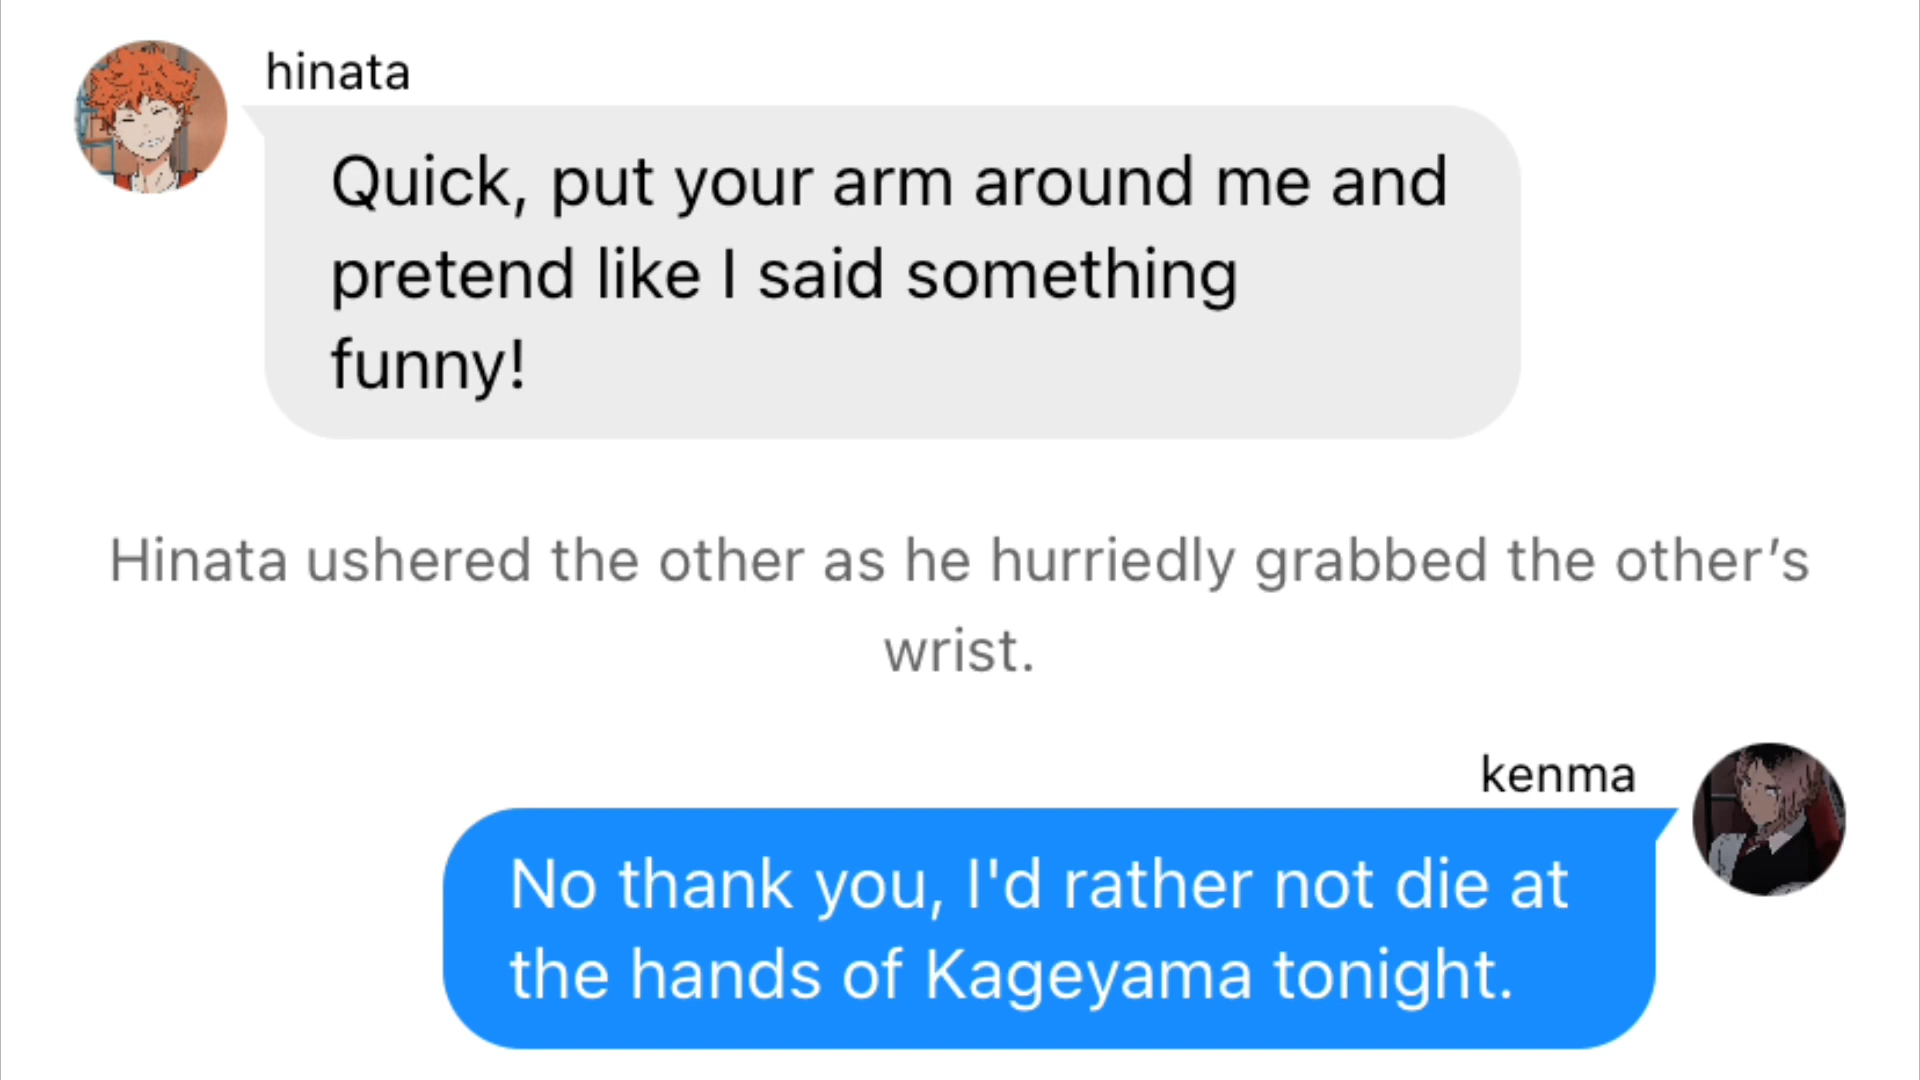 hinata
Quick, put your arm around me and
pretend like I said something
funny!
Hinata ushered the other as he hurriedly grabbed the other’s
wrist.
kenma
No thank you, I'd rather not die at
the hands of Kageyama tonight.